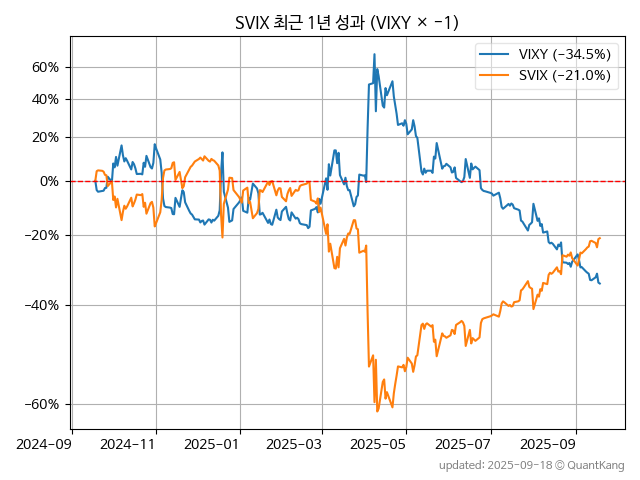 SVIX 최근 1년 성과 (VIXY × −1)
VIXY (−34.5%)
SVIX (−21.0%)
60%
40%
20%
0%
−20%
−40%
−60%
2024-09 2024-11 2025-01 2025-03 2025-05 2025-07 2025-09
updated: 2025-09-18 © QuantKang